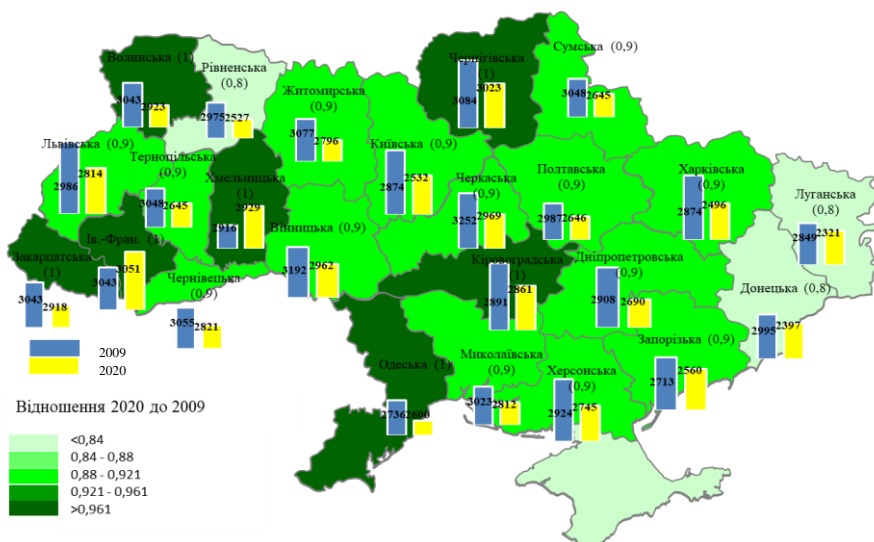 Волинська (1)
3043 2923
Рівненська
(0,8)
2975 2527
Житомирська
(0,9)
3077 2796
Чернігівська
(1)
3084 3023
Сумська (0,9)
3048 2645
Львівська (0,9)
2986 2814
Тернопільська
(0,9)
3048 2645
Хмельницька
(1)
2916 2929
Київська (0,9)
2874 2532
Черкаська
(0,9)
3252 2969
Полтавська
(0,9)
2987 2646
Харківська
(0,9)
2874 2496
Луганська
(0,8)
2849 2321
Закарпатська
(1)
3043 2918
Ів.-Фран. (1)
3043 3051
Чернівецька
(0,9)
3055 2821
Вінницька (0,9)
3192 2962
Кіровоградська
(1)
2891 2861
Дніпропетровська
(0,9)
2908 2690
Донецька (0,8)
2995 2397
Одеська (1)
2736 2600
Миколаївська
(0,9)
3023 2812
Херсонська
(0,9)
2924 2745
Запорізька (0,9)
2713 2560
2009
2020
Відношення 2020 до 2009
<0,84
0,84 - 0,88
0,88 - 0,921
0,921 - 0,961
>0,961